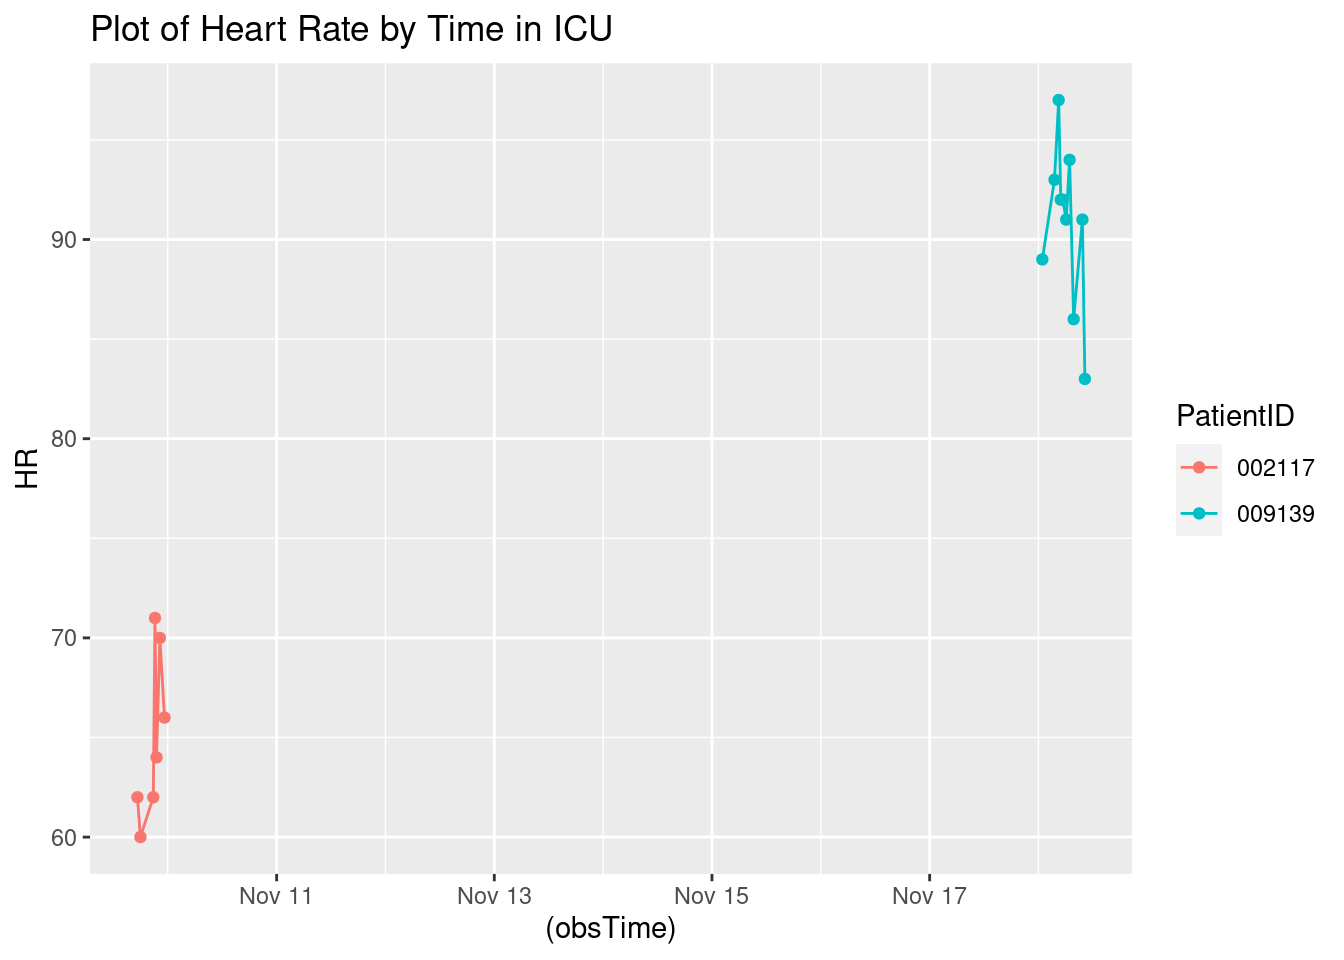 Plot of Heart Rate by Time in ICU
90
80
70
60
HR
Nov 11
Nov 13
Nov 15
Nov 17
(obsTime)
PatientID
002117
009139